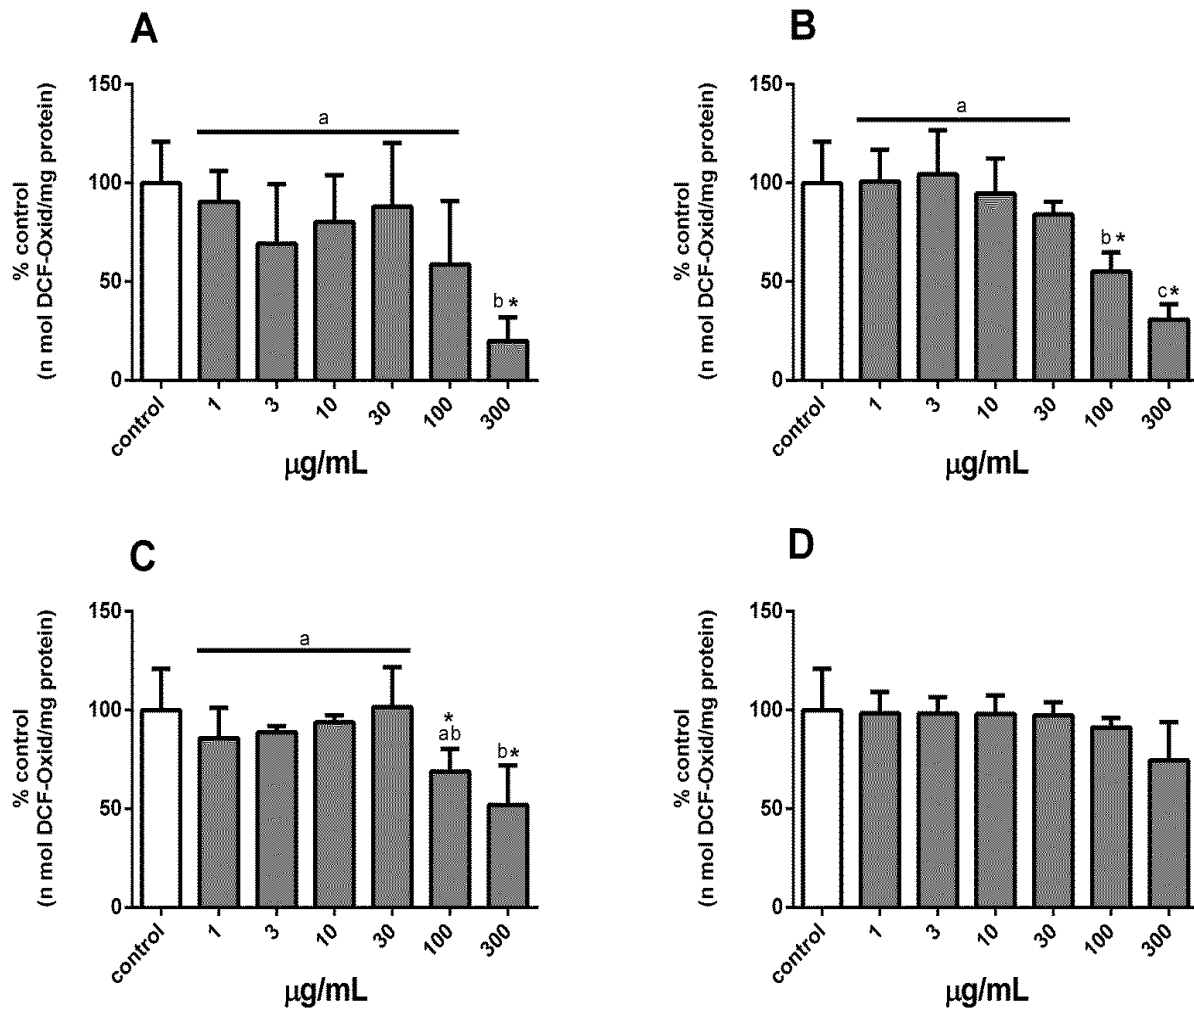 A
% control
(n mol DCF-Oxid/mg protein)
150
100
50
0
a
b *
control
1
3
10
30
100
300
µg/mL
B
% control
(n mol DCF-Oxid/mg protein)
150
100
50
0
a
b *
c*
control
1
3
10
30
100
300
µg/mL
C
% control
(n mol DCF-Oxid/mg protein)
150
100
50
0
a
*
ab
b*
control
1
3
10
30
100
300
µg/mL
D
% control
(n mol DCF-Oxid/mg protein)
150
100
50
0
control
1
3
10
30
100
300
µg/mL